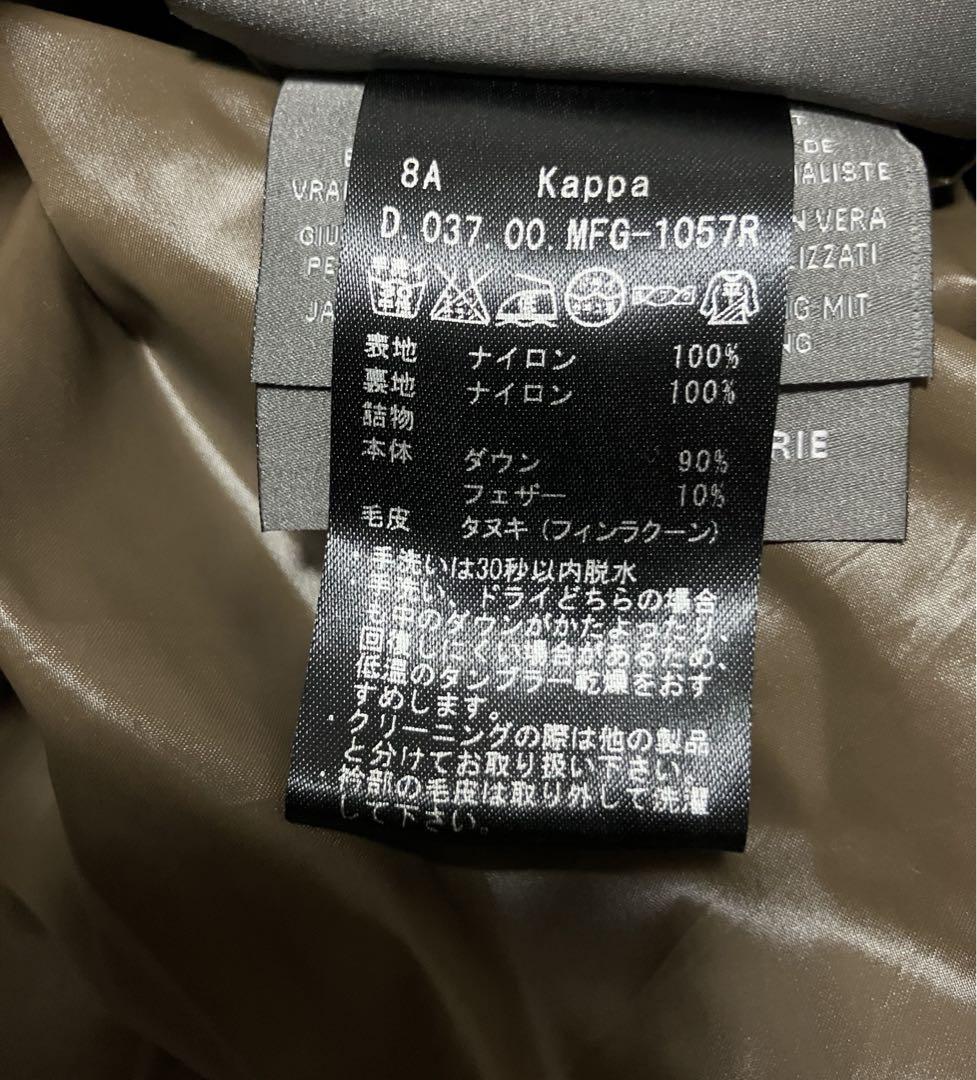 8A Kappa
D 037.00.MFG-1057R
表地 ナイロン 100%
裏地 ナイロン 100%
詰物
本体 ダウン 90%
フェザー 10%
毛皮 タヌキ(フィンラクーン)
・手洗いは30秒以内脱水
・手洗い、ドライどちらの場合
も中のダウンがかたよったり、
回復しにくい場合があるため、
低温のタンブラー乾燥をおす
すめします。
・クリーニングの際は他の製品
と分けてお取り扱い下さい。
・衿部の毛皮は取り外して洗濯
して下さい。
DE
VRAI
ALISTE
GIU
N VERA
PE
LIZZATI
JA
NG MIT
NG
RIE